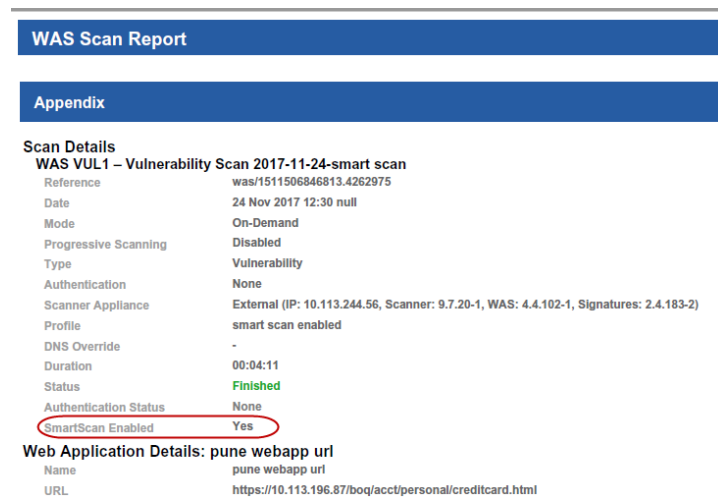 WAS Scan Report
Appendix
Scan Details
WAS VUL1 – Vulnerability Scan 2017-11-24-smart scan
Reference was/1511506846813.4262975
Date 24 Nov 2017 12:30 null
Mode On-Demand
Progressive Scanning Disabled
Type Vulnerability
Authentication None
Scanner Appliance External (IP: 10.113.244.56, Scanner: 9.7.20-1, WAS: 4.4.102-1, Signatures: 2.4.183-2)
Profile smart scan enabled
DNS Override -
Duration 00:04:11
Status Finished
Authentication Status None
SmartScan Enabled Yes
Web Application Details: pune webapp url
Name pune webapp url
URL https://10.113.196.87/boq/acct/personal/creditcard.html